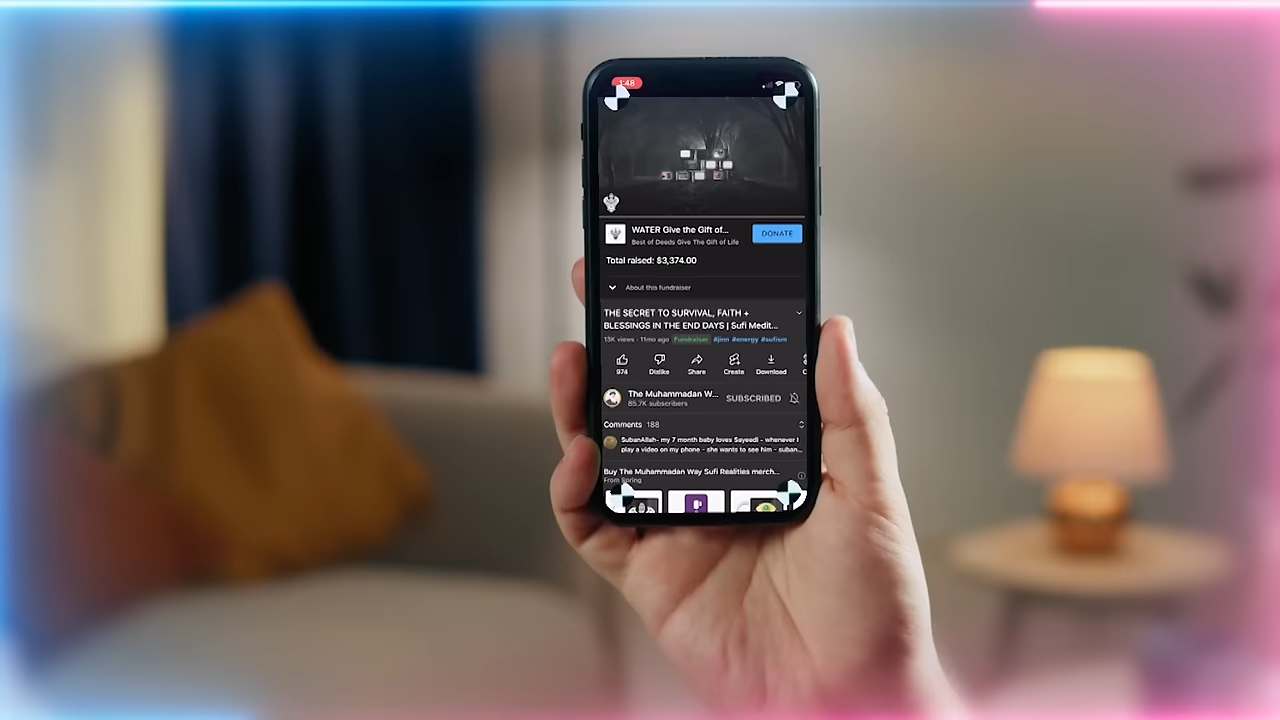 1:48
WATER Give the Gift of...
Best of Deeds Give The Gift of Life
DONATE
Total raised: $3,374.00
About this fundraiser
THE SECRET TO SURVIVAL, FAITH +
BLESSINGS IN THE END DAYS | Sufi Medit...
13K views · 11mo ago Fundraiser #jinn #energy #sufism
974 Dislike Share Create Download
The Muhammadan W... SUBSCRIBED
85.7K subscribers
Comments 188
SubanAllah- my 7 month baby loves Sayeedi - whenever I
play a video on my phone - she wants to see him - suban...
Buy The Muhammadan Way Sufi Realities merch...
From Spring